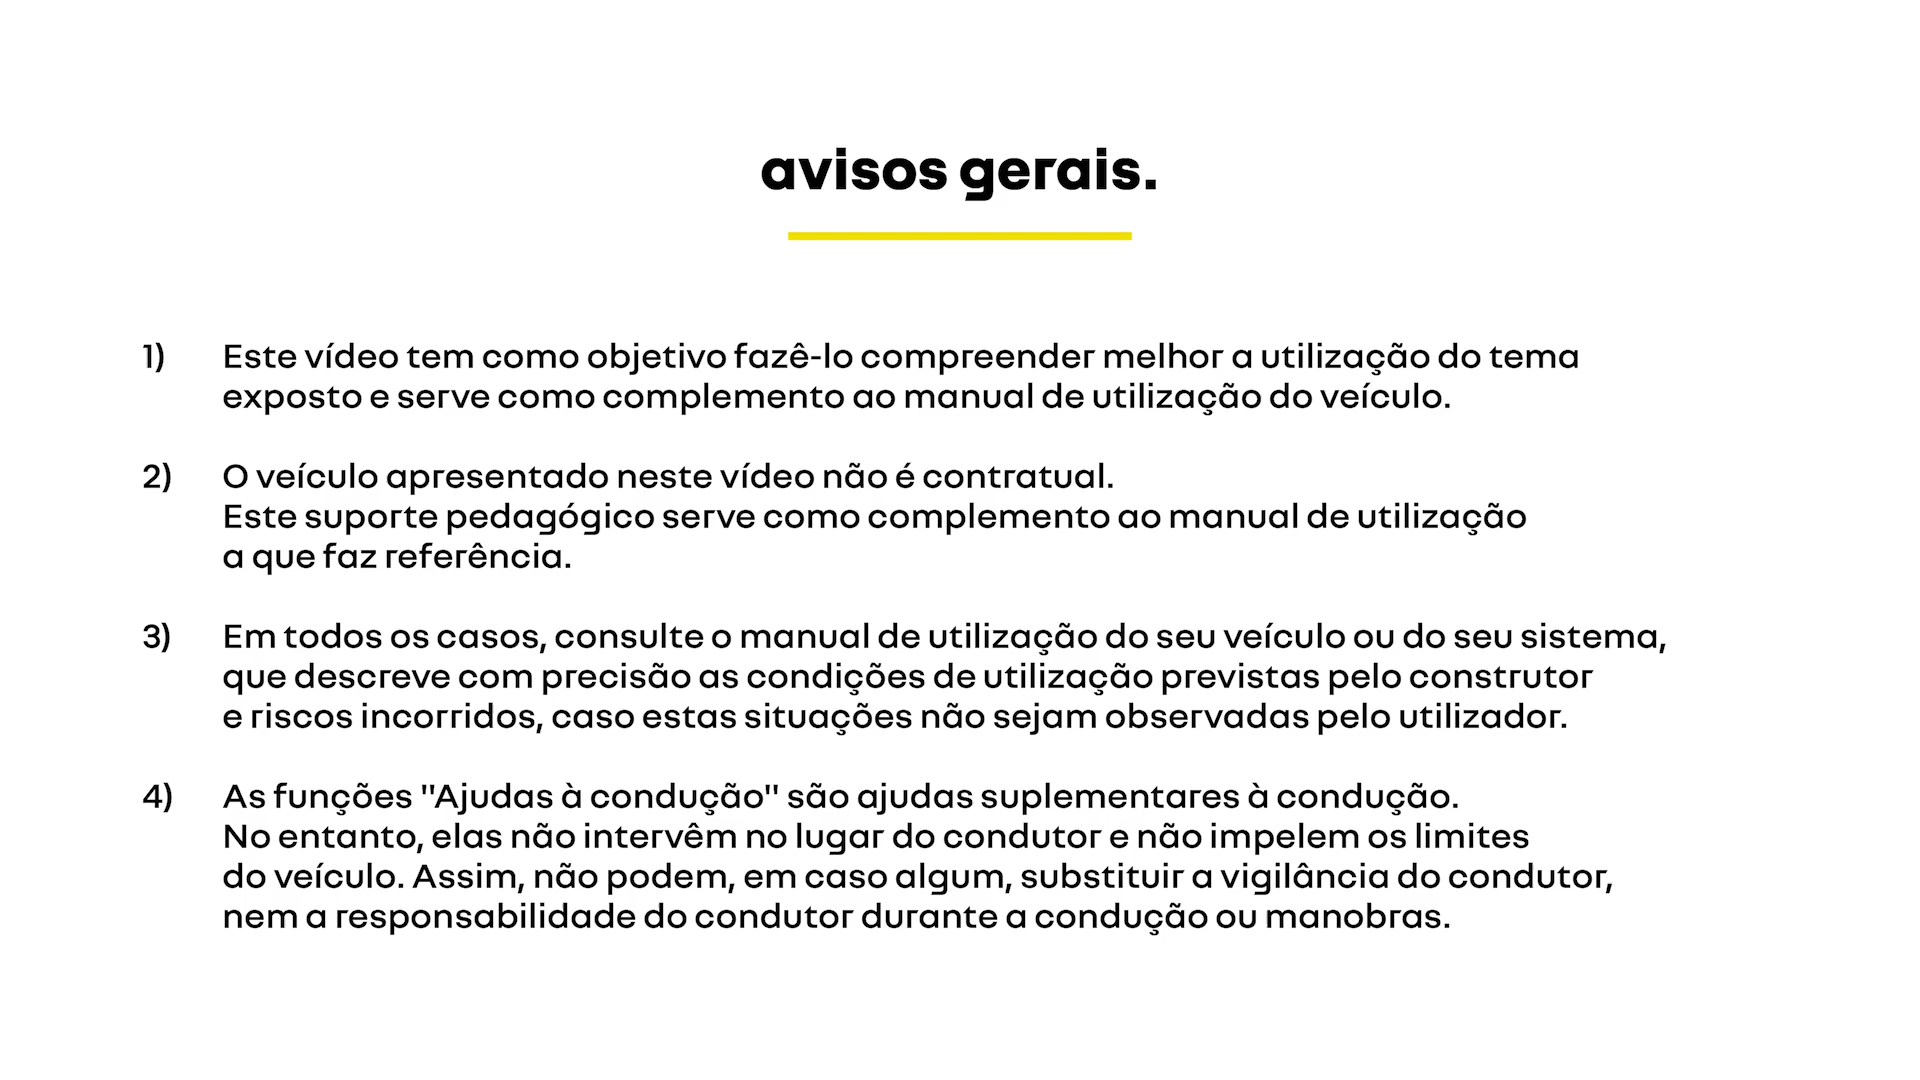 avisos gerais.
1) Este vídeo tem como objetivo fazê-lo compreender melhor a utilização do tema
exposto e serve como complemento ao manual de utilização do veículo.
2) O veículo apresentado neste vídeo não é contratual.
Este suporte pedagógico serve como complemento ao manual de utilização
a que faz referência.
3) Em todos os casos, consulte o manual de utilização do seu veículo ou do seu sistema,
que descreve com precisão as condições de utilização previstas pelo construtor
e riscos incorridos, caso estas situações não sejam observadas pelo utilizador.
4) As funções "Ajudas à condução" são ajudas suplementares à condução.
No entanto, elas não intervêm no lugar do condutor e não impelem os limites
do veículo. Assim, não podem, em caso algum, substituir a vigilância do condutor,
nem a responsabilidade do condutor durante a condução ou manobras.